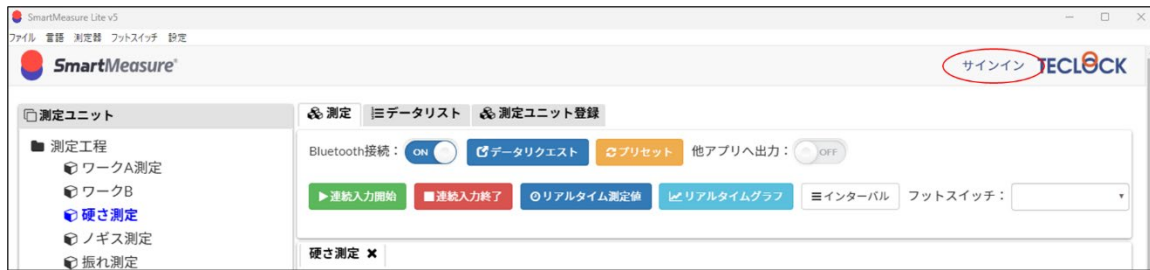 SmartMeasure Lite v5
ファイル 言語 測定器 フットスイッチ 設定
SmartMeasure® サインイン TECLOCK
測定ユニット
測定 データリスト 測定ユニット登録
測定工程
ワークA測定
ワークB
硬さ測定
ノギス測定
振れ測定
Bluetooth接続： ON データリクエスト プリセット 他アプリへ出力： OFF
連続入力開始 連続入力終了 リアルタイム測定値 リアルタイムグラフ インターバル フットスイッチ：
硬さ測定